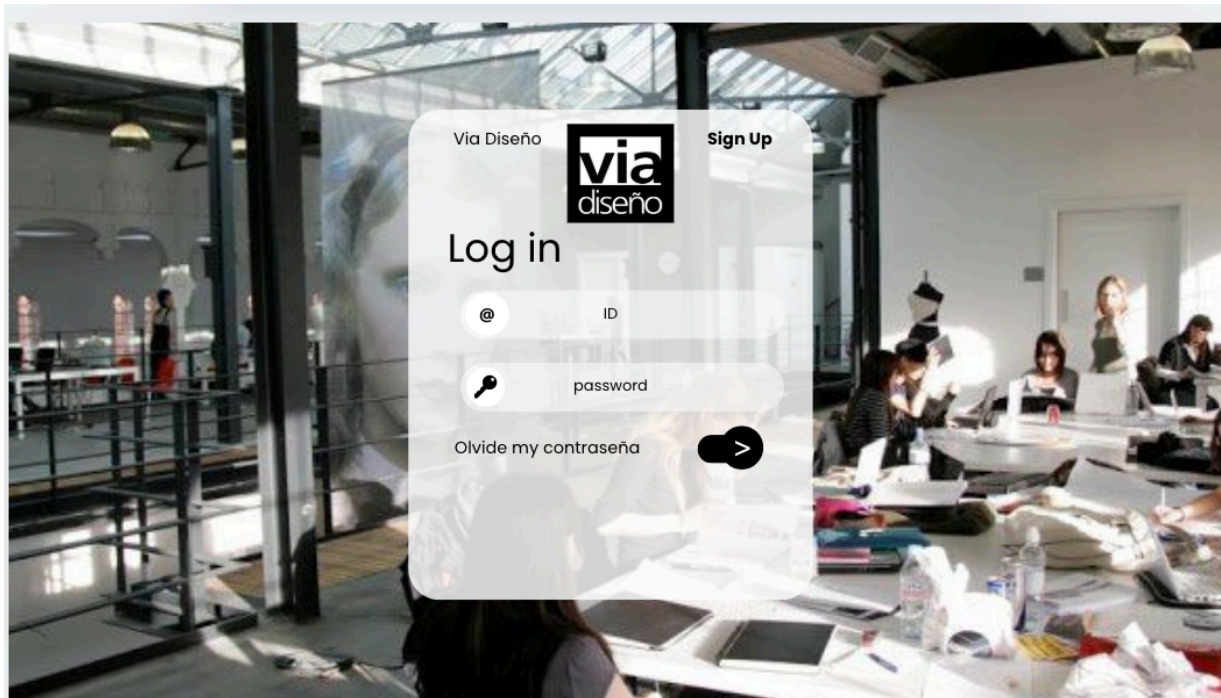 Via Diseño
via
diseño
Sign Up
Log in
@
ID
password
Olvide my contraseña
>